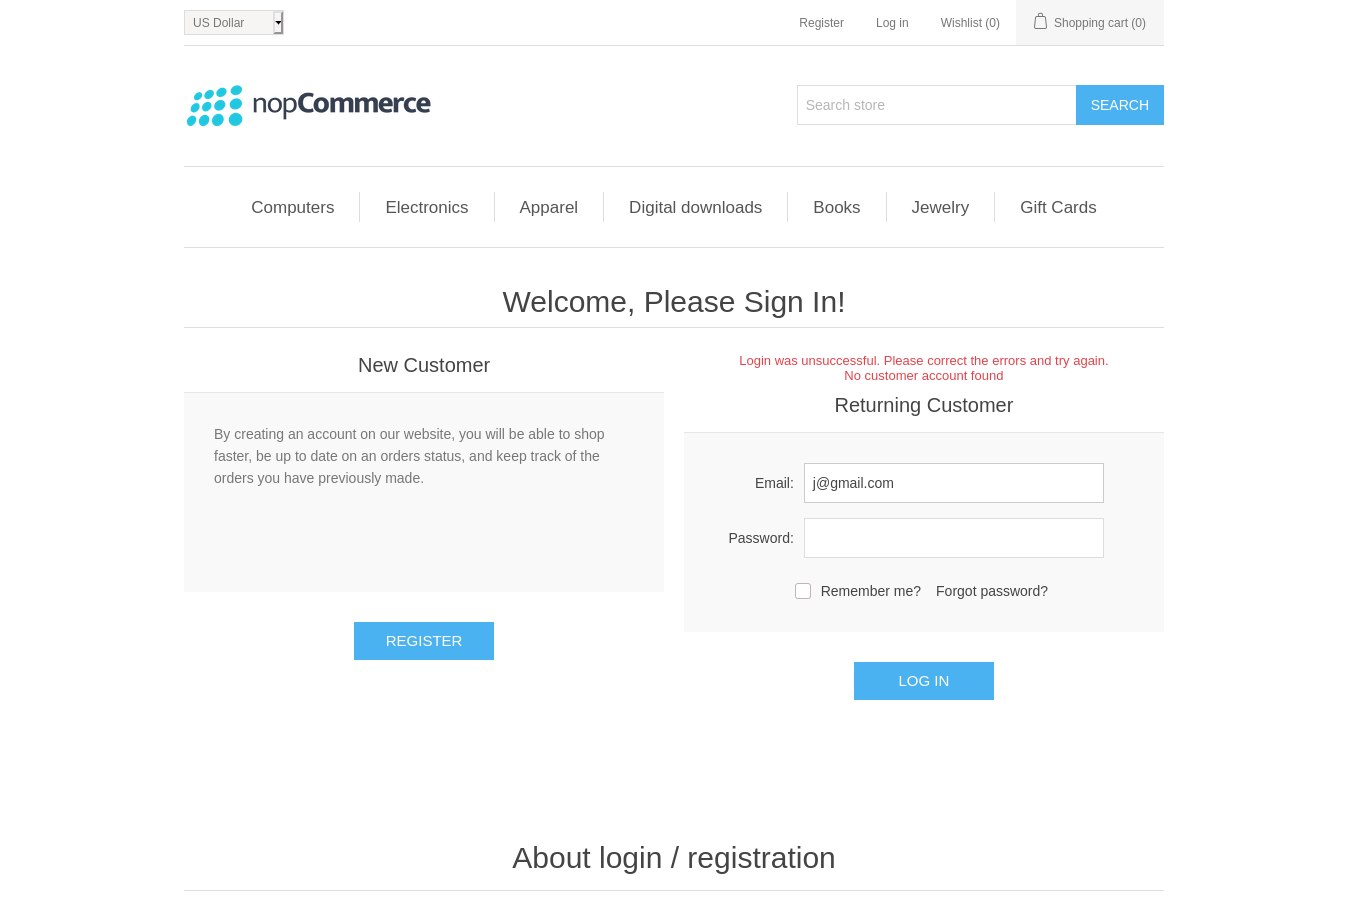 US Dollar
Register
Log in
Wishlist (0)
Shopping cart (0)
nopCommerce
Search store
SEARCH
Computers
Electronics
Apparel
Digital downloads
Books
Jewelry
Gift Cards
Welcome, Please Sign In!
New Customer
By creating an account on our website, you will be able to shop
faster, be up to date on an orders status, and keep track of the
orders you have previously made.
REGISTER
Login was unsuccessful. Please correct the errors and try again.
No customer account found
Returning Customer
Email:
j@gmail.com
Password:
Remember me?
Forgot password?
LOG IN
About login / registration